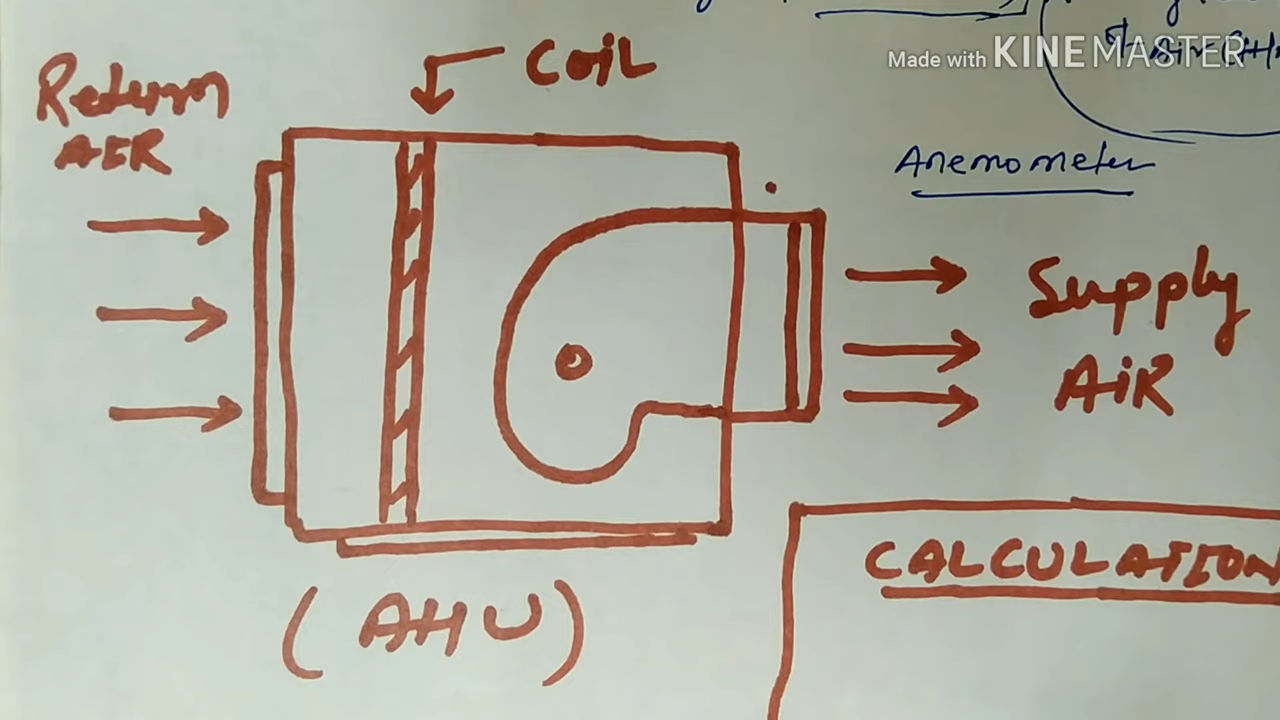 Made with KINEMASTER
Coil
Return
AIR
Anemometer
Supply
AiR
CALCULATION
(AHU)